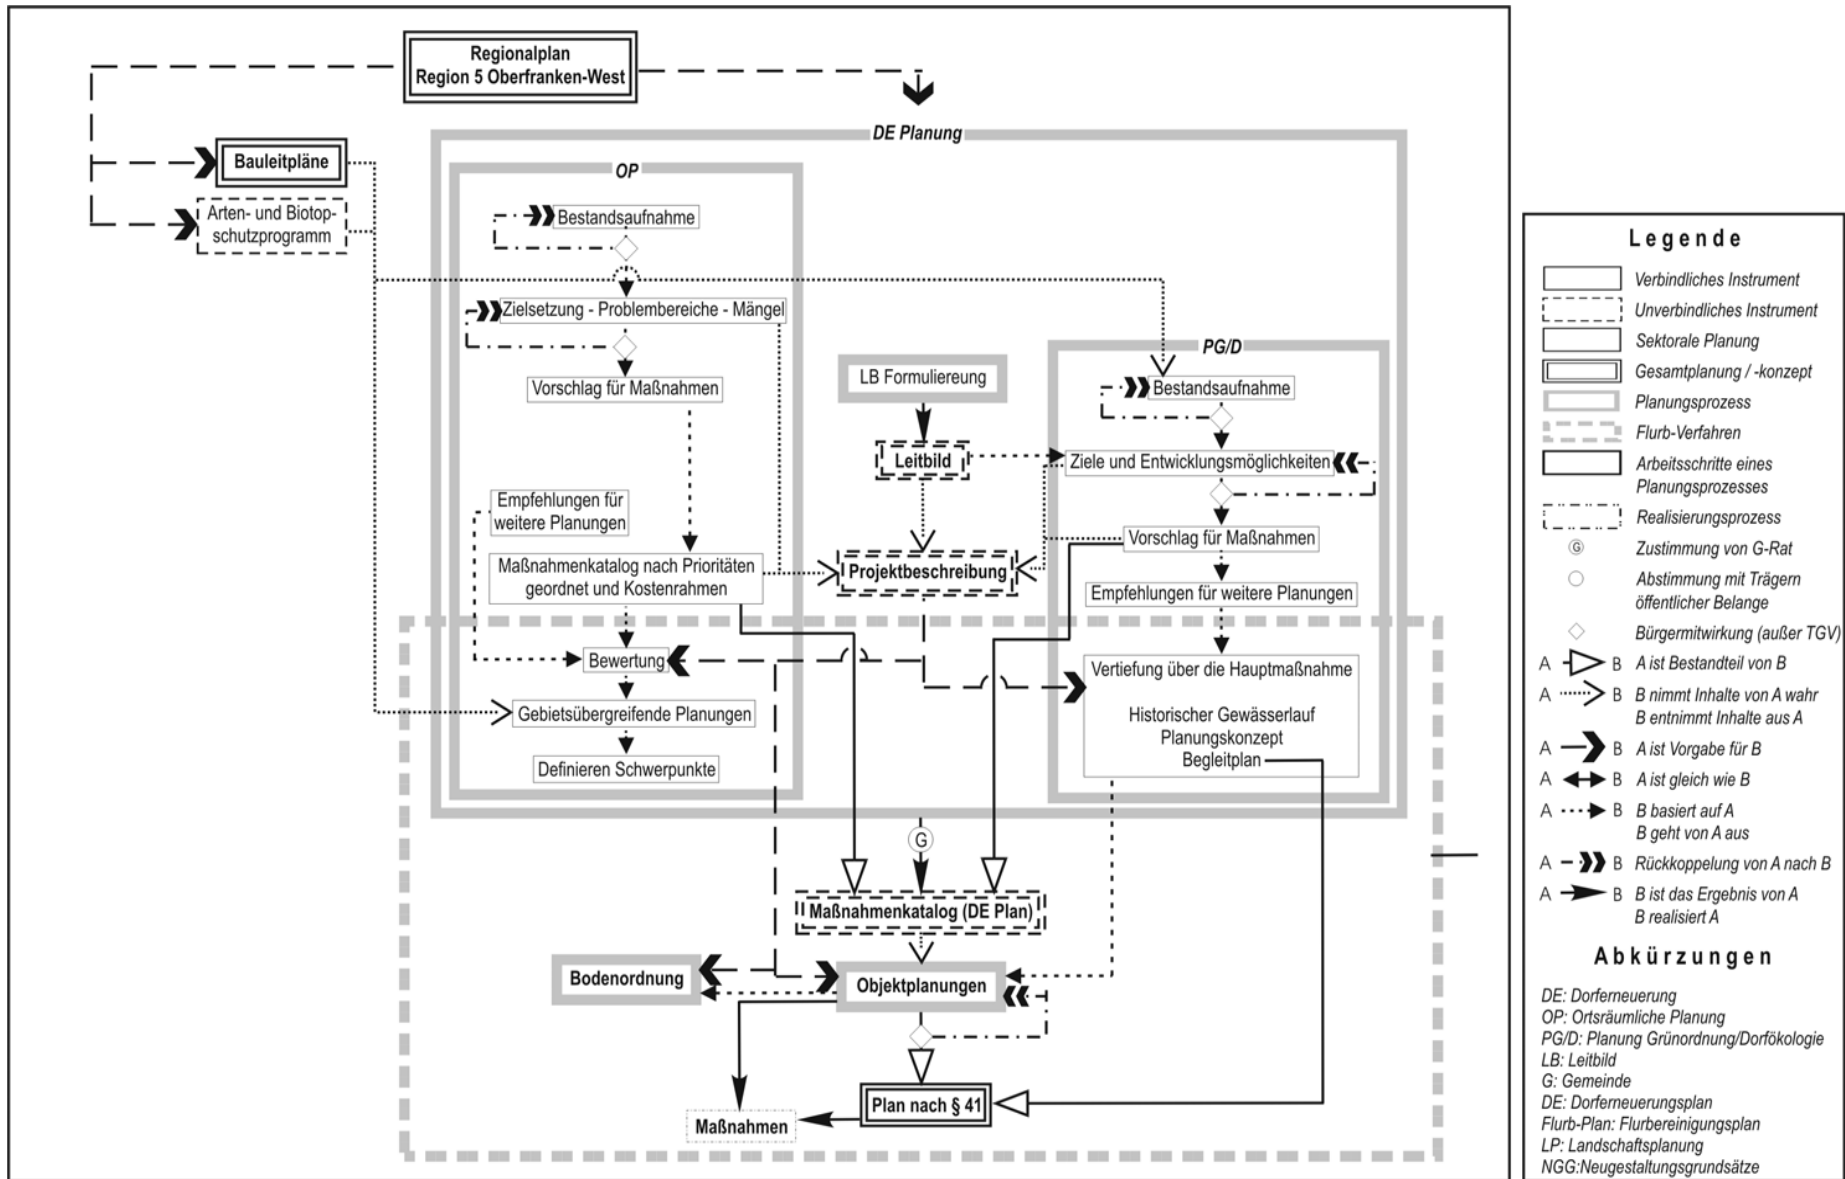 Regionalplan
Region 5 Oberfranken-West
DE Planung
Bauleitpläne
OP
Arten- und Biotop-
schutzprogramm
Bestandsaufnahme
Zielsetzung - Problembereiche - Mängel
Vorschlag für Maßnahmen
LB Formuliereung
PG/D
Bestandsaufnahme
Leitbild
Ziele und Entwicklungsmöglichkeiten
Empfehlungen für
weitere Planungen
Vorschlag für Maßnahmen
Maßnahmenkatalog nach Prioritäten
geordnet und Kostenrahmen
Projektbeschreibung
Empfehlungen für weitere Planungen
Bewertung
Vertiefung über die Hauptmaßnahme
Gebietsübergreifende Planungen
Historischer Gewässerlauf
Planungskonzept
Begleitplan
Definieren Schwerpunkte
G
Maßnahmenkatalog (DE Plan)
Bodenordnung
Objektplanungen
Plan nach § 41
Maßnahmen
Legende
Verbindliches Instrument
Unverbindliches Instrument
Sektorale Planung
Gesamtplanung / -konzept
Planungsprozess
Flurb-Verfahren
Arbeitsschritte eines
Planungsprozesses
Realisierungsprozess
G Zustimmung von G-Rat
Abstimmung mit Trägern
öffentlicher Belange
Bürgermitwirkung (außer TGV)
A B A ist Bestandteil von B
A B B nimmt Inhalte von A wahr
B entnimmt Inhalte aus A
A B A ist Vorgabe für B
A B A ist gleich wie B
A B B basiert auf A
B geht von A aus
A B Rückkoppelung von A nach B
A B B ist das Ergebnis von A
B realisiert A
Abkürzungen
DE: Dorferneuerung
OP: Ortsräumliche Planung
PG/D: Planung Grünordnung/Dorfökologie
LB: Leitbild
G: Gemeinde
DE: Dorferneuerungsplan
Flurb-Plan: Flurbereinigungsplan
LP: Landschaftsplanung
NGG:Neugestaltungsgrundsätze